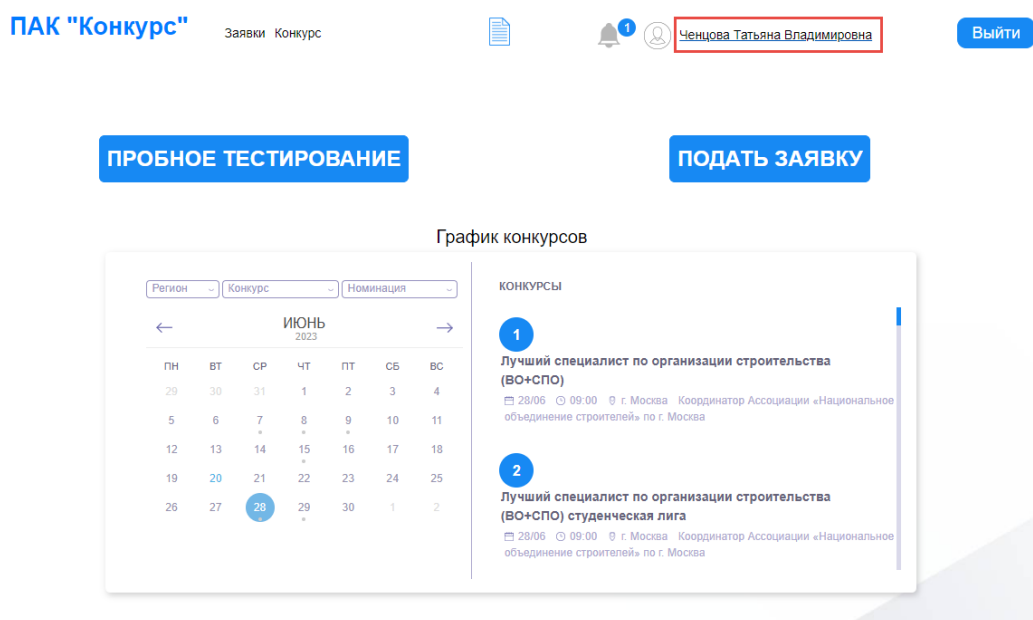 ПАК "Конкурс"
Заявки Конкурс
1
Ченцова Татьяна Владимировна
Выйти
ПРОБНОЕ ТЕСТИРОВАНИЕ
ПОДАТЬ ЗАЯВКУ
График конкурсов
Регион
Конкурс
Номинация
ИЮНЬ
2023
ПН ВТ СР ЧТ ПТ СБ ВС
29 30 31 1 2 3 4
5 6 7 8 9 10 11
12 13 14 15 16 17 18
19 20 21 22 23 24 25
26 27 28 29 30 1 2
КОНКУРСЫ
1
Лучший специалист по организации строительства
(ВО+СПО)
28/06 09:00 г. Москва Координатор Ассоциации «Национальное
объединение строителей» по г. Москва
2
Лучший специалист по организации строительства
(ВО+СПО) студенческая лига
28/06 09:00 г. Москва Координатор Ассоциации «Национальное
объединение строителей» по г. Москва